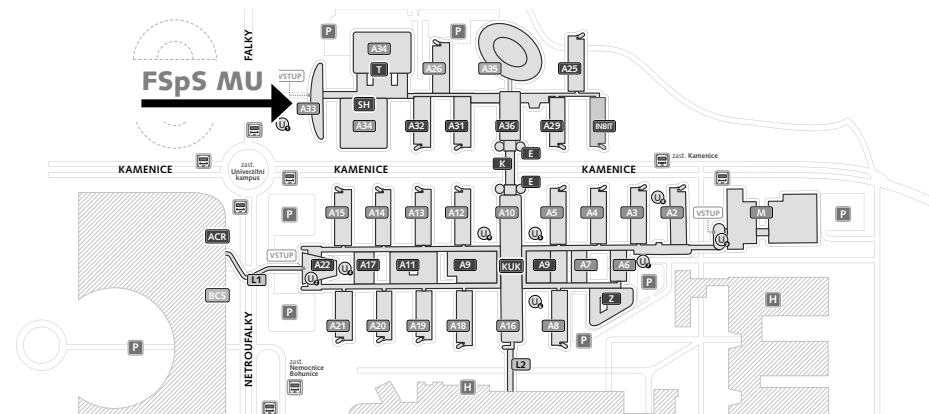 P
P
FALKY
A34
A26
A35
A25
T
VSTUP
FSpS MU
A33
SH
A34
A32
A31
A36
A29
INBIT
U
E
K
zast.
Univerzitní
kampus
KAMENICE
KAMENICE
KAMENICE
zast. Kamenice
E
P
A15
A14
A13
A12
A10
A5
A4
A3
U
A2
VSTUP
M
P
ACR
U
U
U
VSTUP
A22
U
A17
A11
A9
KUK
A9
A7
A6
U
L1
U
P
BCS
P
U
Z
H
A21
A20
A19
A18
A16
A8
P
P
NETROUFALKY
zast.
Nemocnice
Bohunice
L2
H